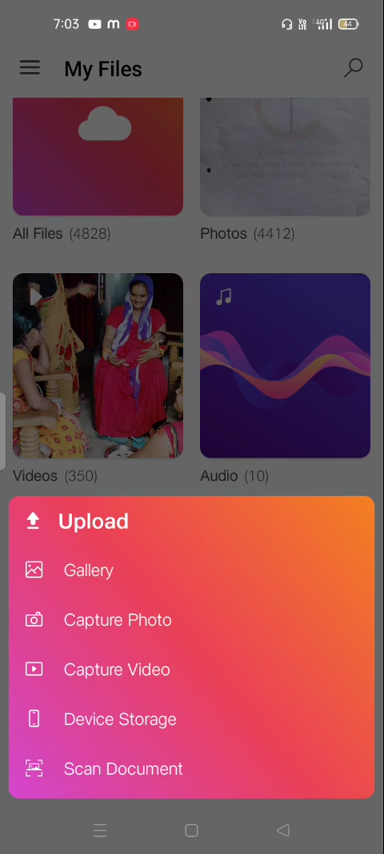 7:03
44
My Files
All Files (4828)
Photos (4412)
Videos (350)
Audio (10)
Upload
Gallery
Capture Photo
Capture Video
Device Storage
Scan Document